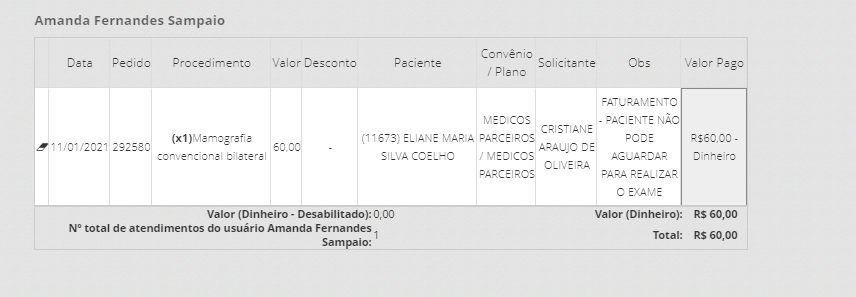 Amanda Fernandes Sampaio
Data Pedido Procedimento Valor Desconto Paciente Convênio / Plano Solicitante Obs Valor Pago
11/01/2021 292580 (x1)Mamografia convencional bilateral 60,00 - (11673) ELIANE MARIA SILVA COELHO MEDICOS PARCEIROS / MEDICOS PARCEIROS CRISTIANE ARAUJO DE OLIVEIRA FATURAMENTO - PACIENTE NÃO PODE AGUARDAR PARA REALIZAR O EXAME R$60,00 - Dinheiro
Valor (Dinheiro - Desabilitado): 0,00 Valor (Dinheiro): R$ 60,00
Nº total de atendimentos do usuário Amanda Fernandes Sampaio: 1 Total: R$ 60,00